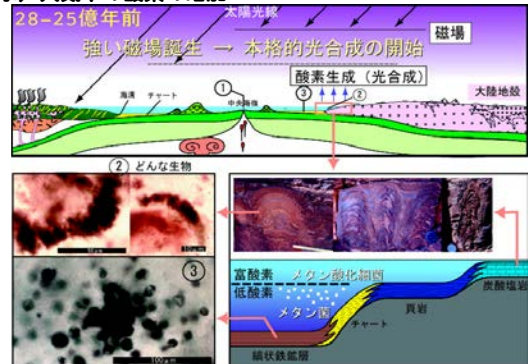 28-25億年前
太陽光線
磁場
強い磁場誕生 → 本格的光合成の開始
酸素生成（光合成）
大陸地殻
海溝
チャート
①
中央海嶺
③
②
② どんな生物
③
100μm
富酸素
メタン酸化細菌
低酸素
メタン菌
炭酸塩岩
頁岩
チャート
縞状鉄鉱層